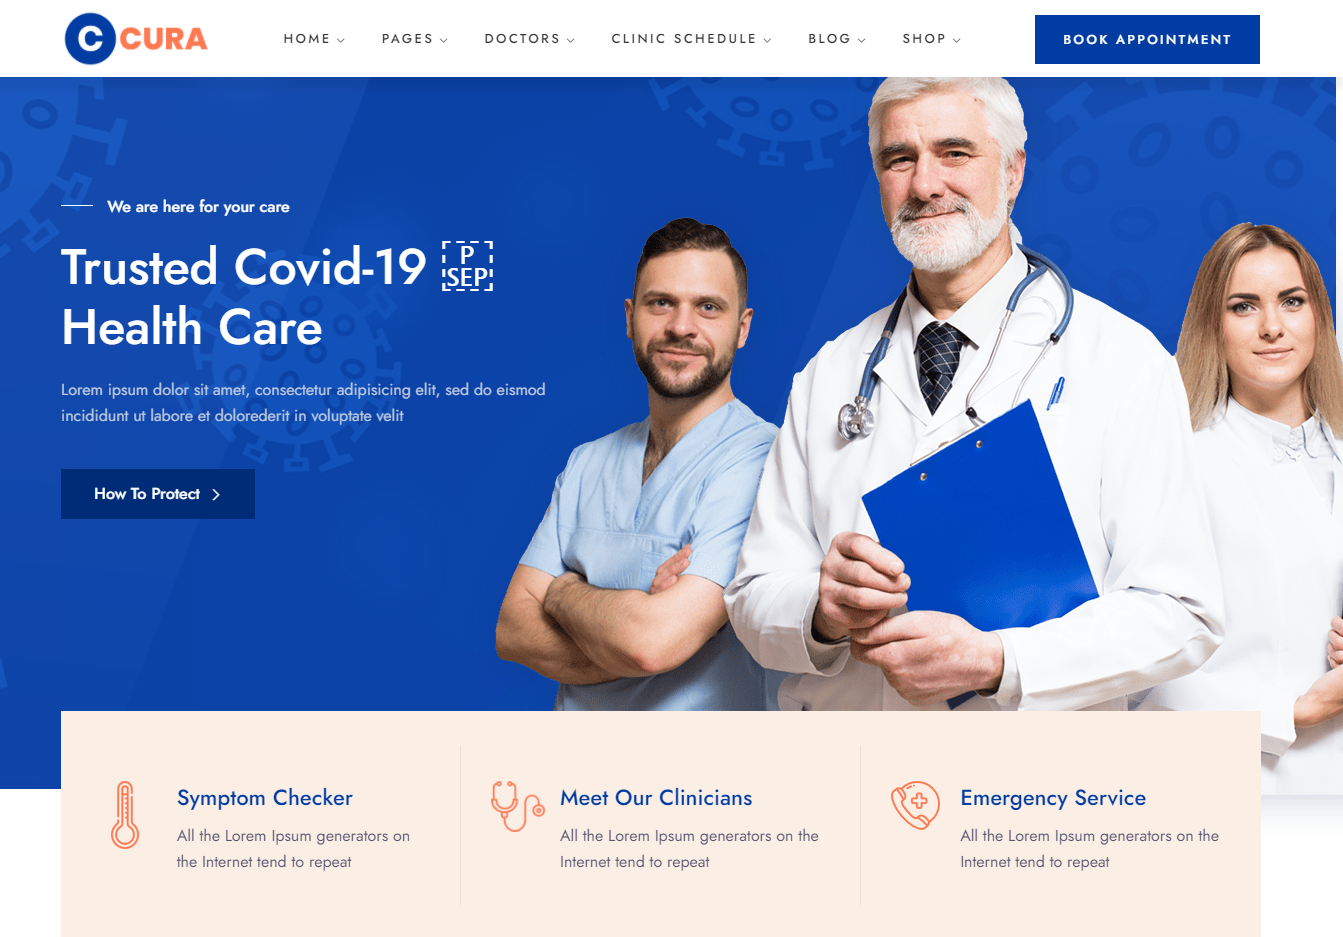 C CURA
HOME
PAGES
DOCTORS
CLINIC SCHEDULE
BLOG
SHOP
BOOK APPOINTMENT
We are here for your care
Trusted Covid-19 P SEP
Health Care
Lorem ipsum dolor sit amet, consectetur adipisicing elit, sed do eismod
incididunt ut labore et dolorederit in voluptate velit
How To Protect
Symptom Checker
All the Lorem Ipsum generators on
the Internet tend to repeat
Meet Our Clinicians
All the Lorem Ipsum generators on the
Internet tend to repeat
Emergency Service
All the Lorem Ipsum generators on the
Internet tend to repeat